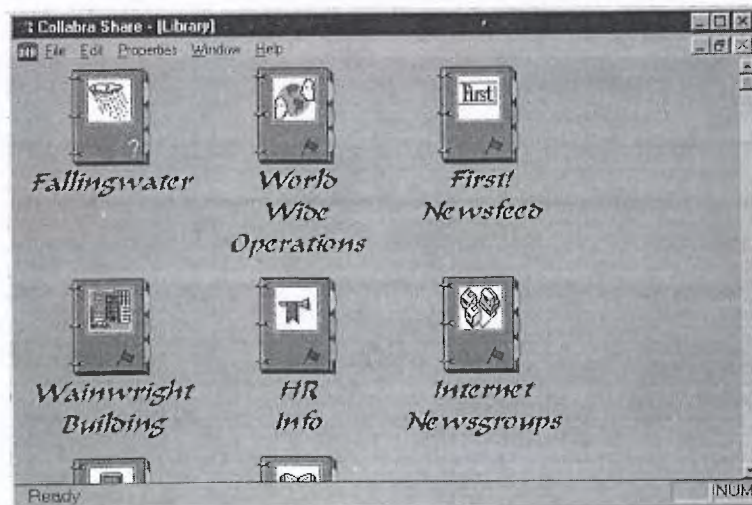 Collabra Share - [Library]
File Edit Properties Window Help
First
?
Fallingwater
World
Wide
Operations
First!
Newsfeed
Wainwright
Building
HR
Info
Internet
Newsgroups
Ready
NUM